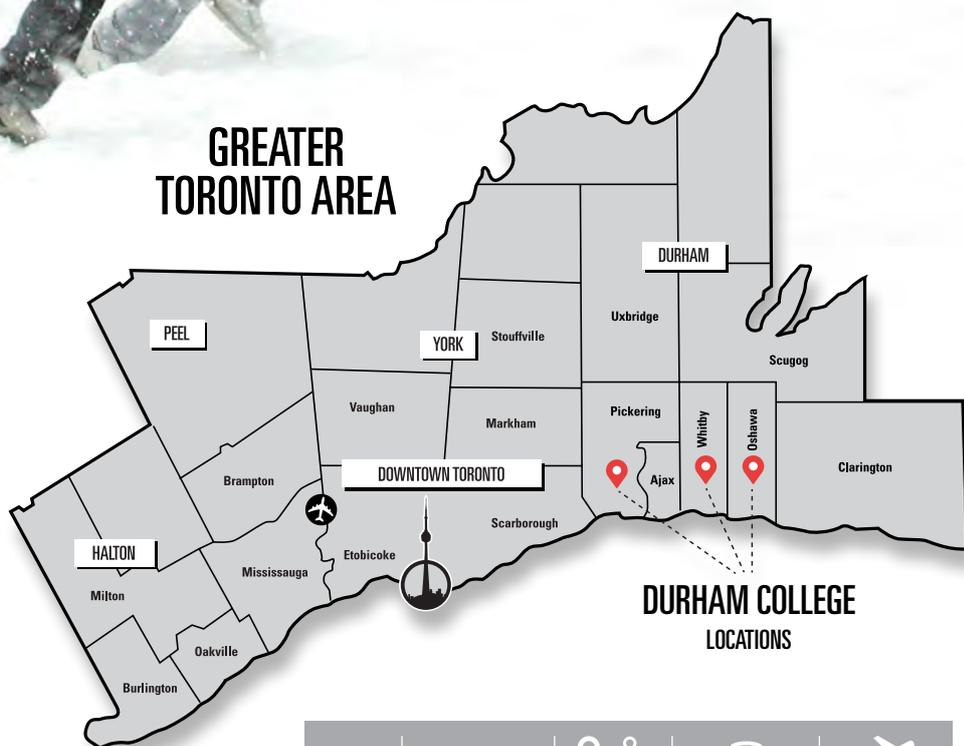 GREATER
TORONTO AREA
DURHAM
PEEL
Uxbridge
YORK
Stouffville
Scugog
Vaughan
Markham
Pickering
Whitby
Oshawa
Brampton
DOWNTOWN TORONTO
Ajax
Clarington
Scarborough
HALTON
Etobicoke
Mississauga
Milton
DURHAM COLLEGE
LOCATIONS
Oakville
Burlington